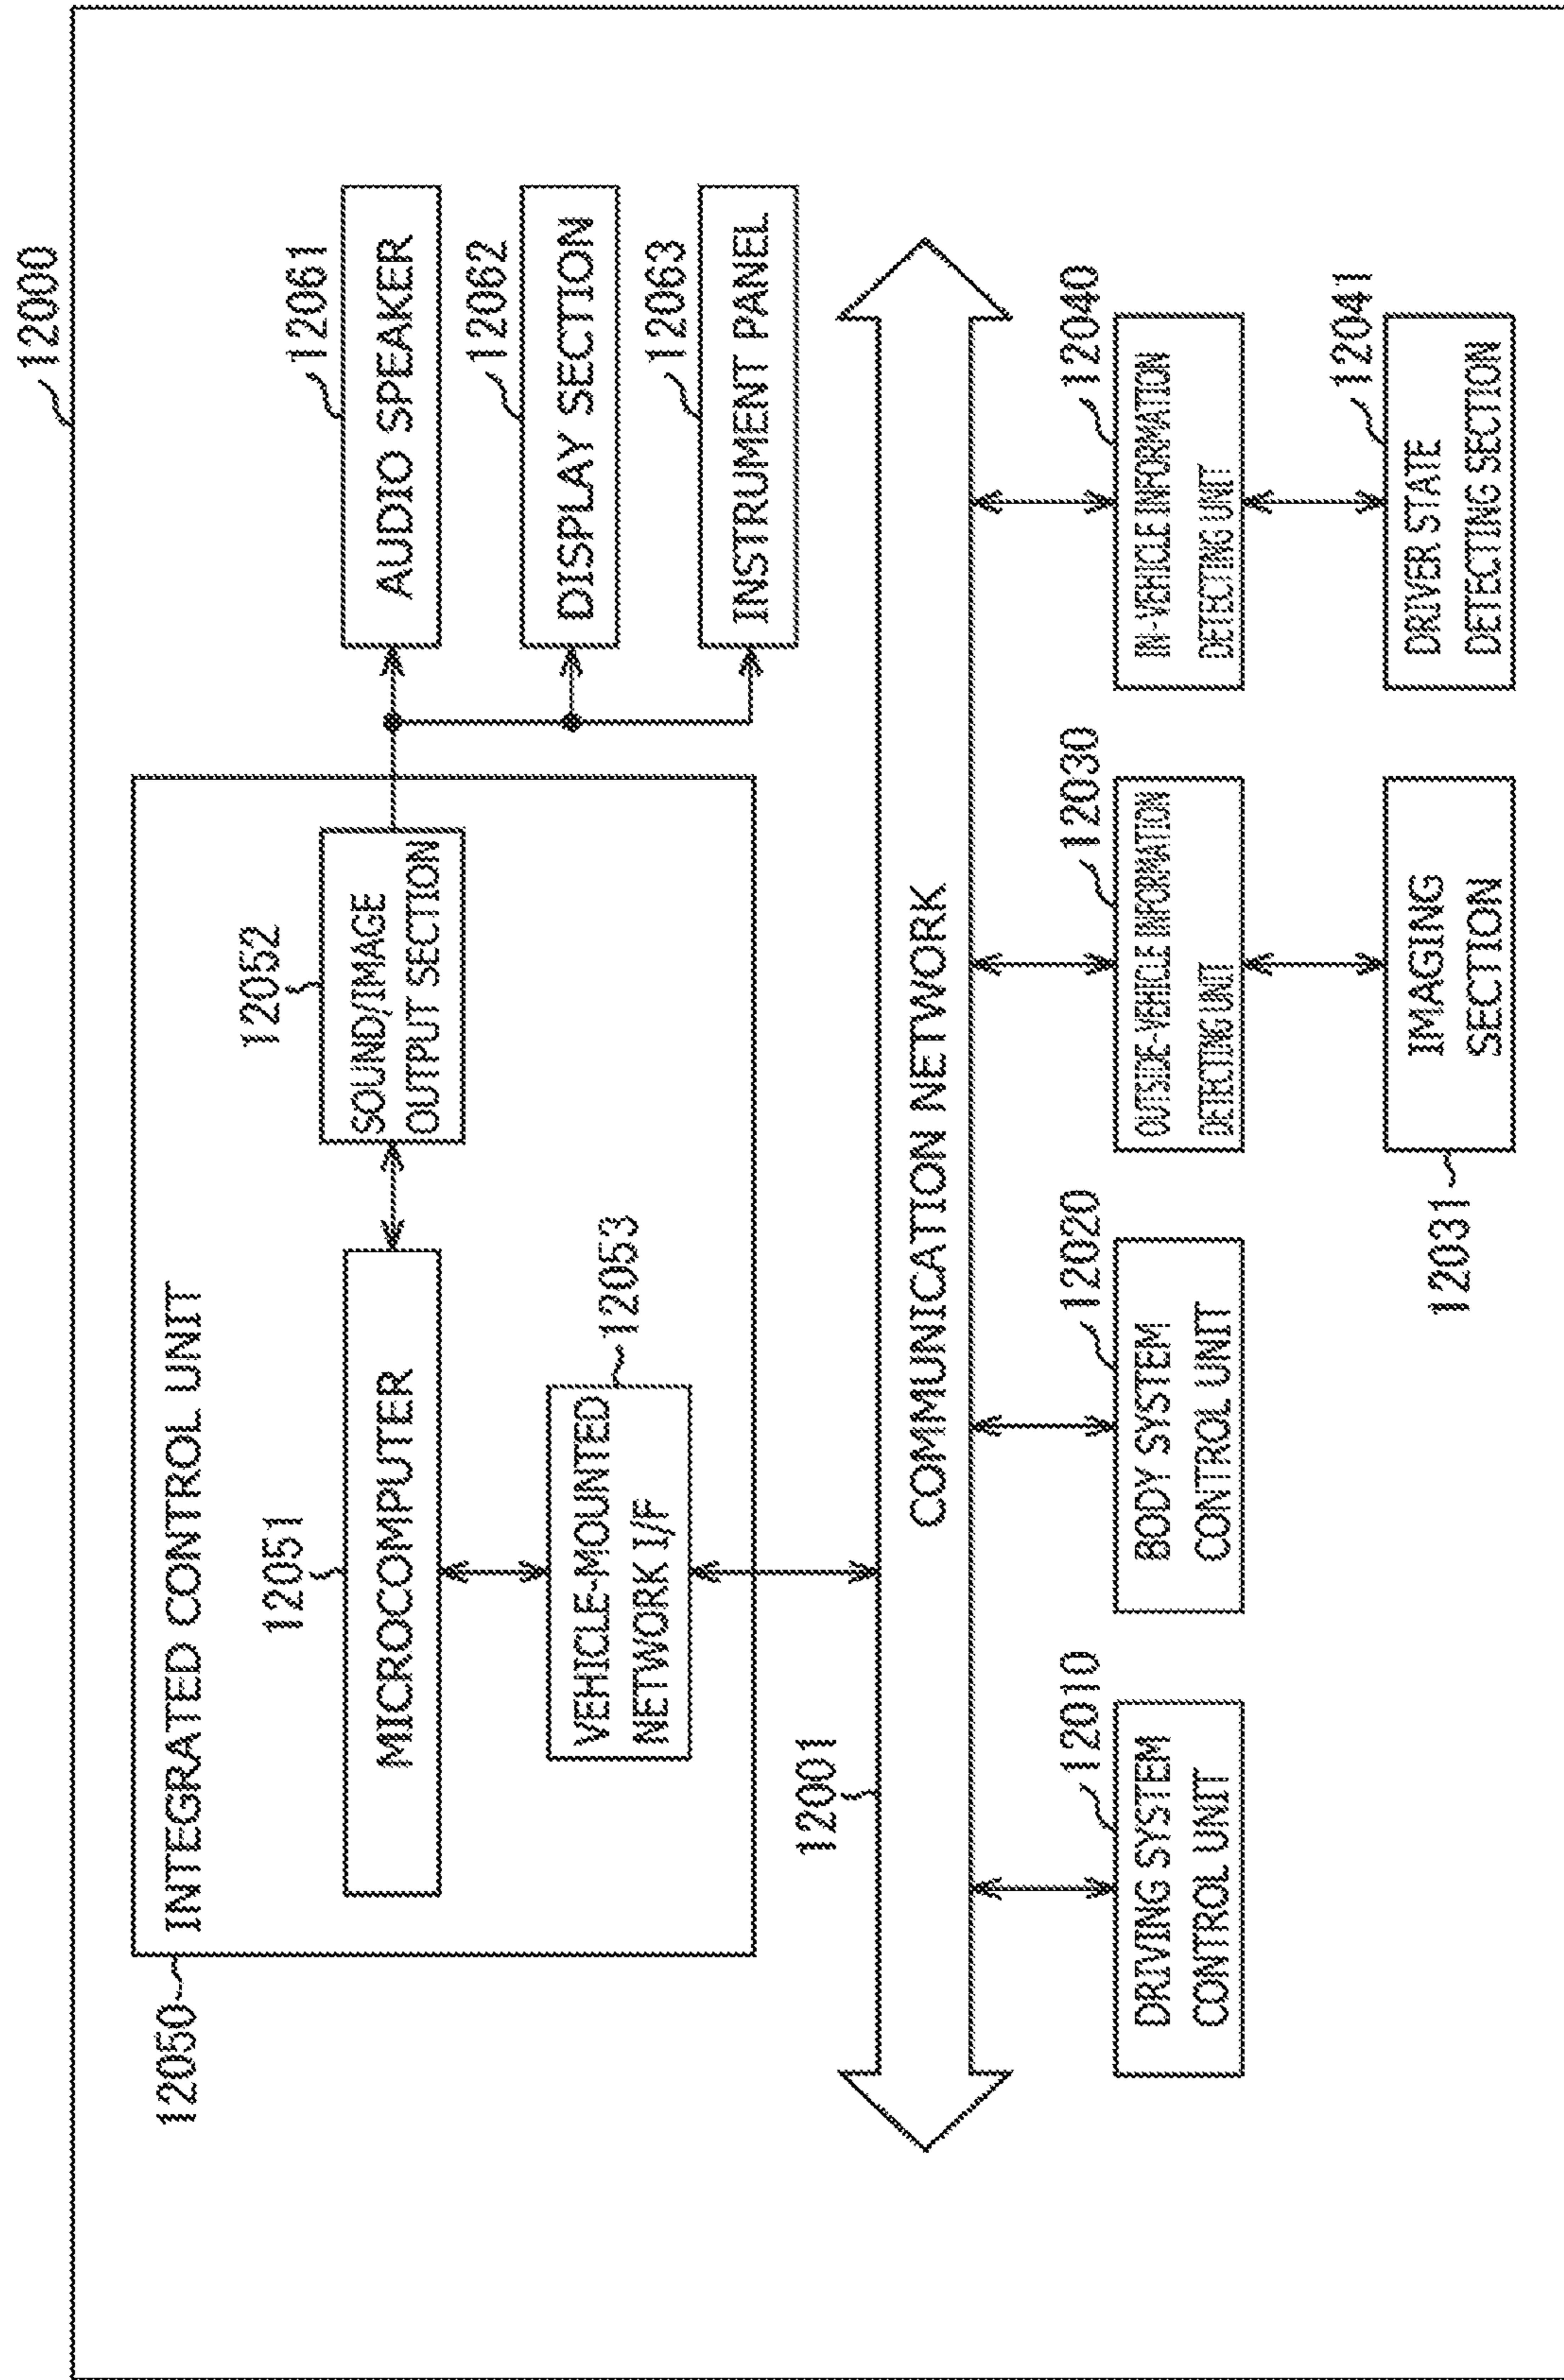 12000
12050
INTEGRATED CONTROL UNIT
12051
MICROCOMPUTER
12052
SOUND/IMAGE
OUTPUT SECTION
12061
AUDIO SPEAKER
12062
DISPLAY SECTION
12063
INSTRUMENT PANEL
VEHICLE-MOUNTED
NETWORK I/F
12053
12001
COMMUNICATION NETWORK
12010
DRIVING SYSTEM
CONTROL UNIT
12020
BODY SYSTEM
CONTROL UNIT
12030
OUTSIDE-VEHICLE INFORMATION
DETECTING UNIT
12040
IN-VEHICLE INFORMATION
DETECTING UNIT
12031
IMAGING
SECTION
12041
DRIVER STATE
DETECTING SECTION